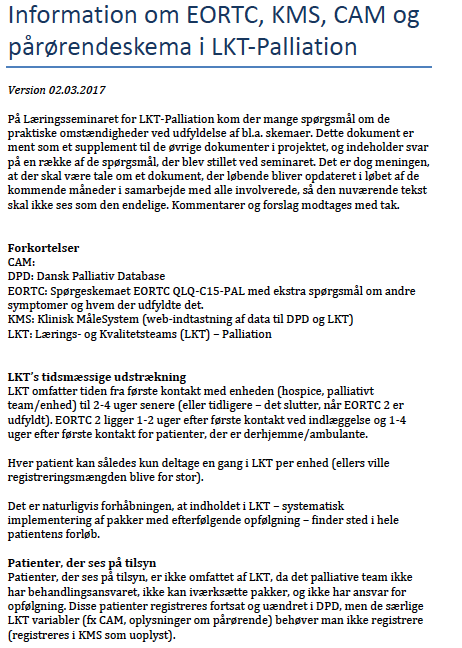 Information om EORTC, KMS, CAM og
pårørendeskema i LKT-Palliation
Version 02.03.2017
På Læringsseminaret for LKT-Palliation kom der mange spørgsmål om de
praktiske omstændigheder ved udfyldelse af bl.a. skemaer. Dette dokument er
ment som et supplement til de øvrige dokumenter i projektet, og indeholder svar
på en række af de spørgsmål, der blev stillet ved seminaret. Det er dog meningen,
at der skal være tale om et dokument, der løbende bliver opdateret i løbet af de
kommende måneder i samarbejde med alle involverede, så den nuværende tekst
skal ikke ses som den endelige. Kommentarer og forslag modtages med tak.
Forkortelser
CAM:
DPD: Dansk Palliativ Database
EORTC: Spørgeskemaet EORTC QLQ-C15-PAL med ekstra spørgsmål om andre
symptomer og hvem der udfyldte det.
KMS: Klinisk MåleSystem (web-indtastning af data til DPD og LKT)
LKT: Lærings- og Kvalitetsteams (LKT) – Palliation
LKT's tidsmæssige udstrækning
LKT omfatter tiden fra første kontakt med enheden (hospice, palliativt
team/enhed) til 2-4 uger senere (eller tidligere – det slutter, når EORTC 2 er
udfyldt). EORTC 2 ligger 1-2 uger efter første kontakt ved indlæggelse og 1-4
uger efter første kontakt for patienter, der er derhjemme/ambulante.
Hver patient kan således kun deltage en gang i LKT per enhed (ellers ville
registreringsmængden blive for stor).
Det er naturligvis forhåbningen, at indholdet i LKT – systematisk
implementering af pakker med efterfølgende opfølgning – finder sted i hele
patientens forløb.
Patienter, der ses på tilsyn
Patienter, der ses på tilsyn, er ikke omfattet af LKT, da det palliative team ikke
har behandlingsansvaret, ikke kan iværksætte pakker, og ikke har ansvar for
opfølgning. Disse patienter registreres fortsat og uændret i DPD, men de særlige
LKT variabler (fx CAM, oplysninger om pårørende) behøver man ikke registrere
(registreres i KMS som uoplyst).